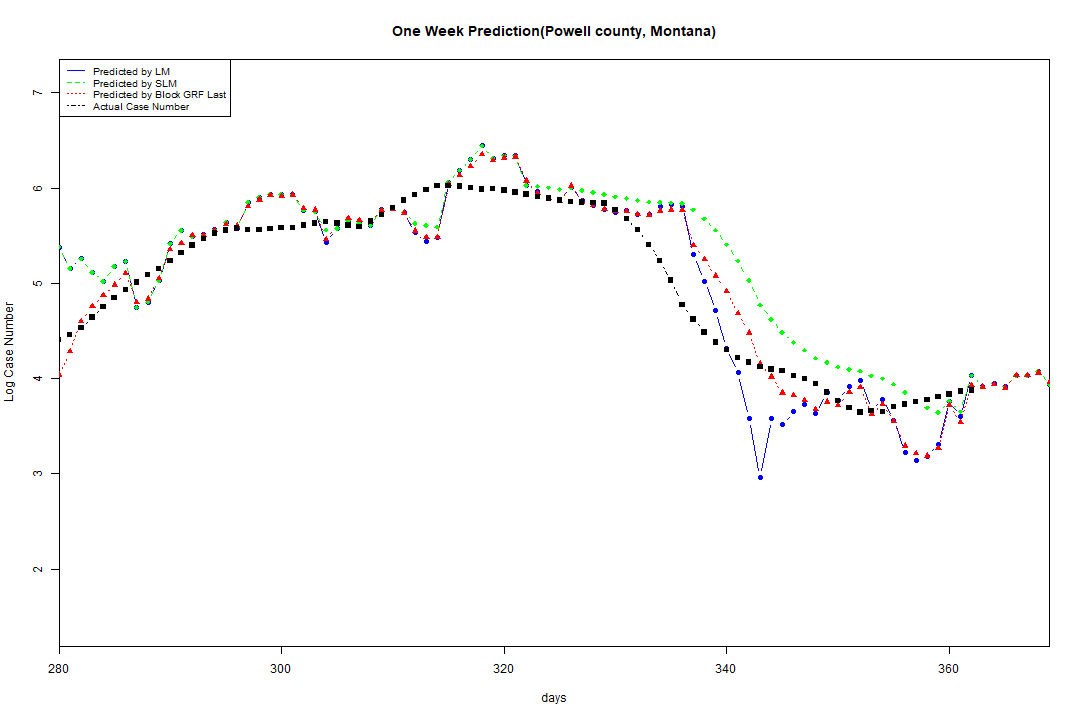 One Week Prediction(Powell county, Montana)
Predicted by LM
Predicted by SLM
Predicted by Block GRF Last
Actual Case Number
7
6
5
4
3
2
Log Case Number
280 300 320 340 360
days